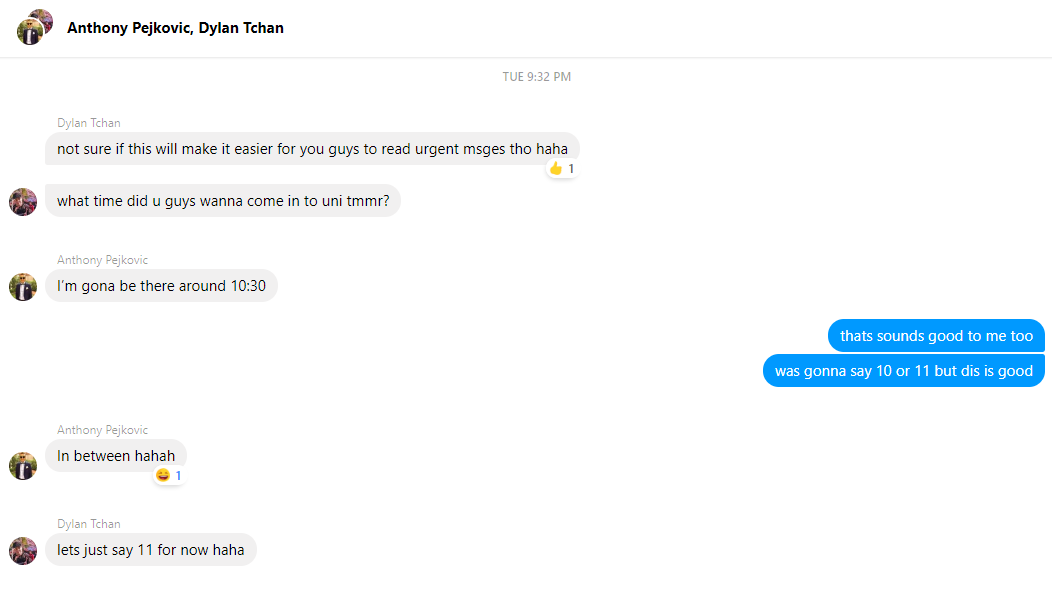 Anthony Pejkovic, Dylan Tchan
TUE 9:32 PM
Dylan Tchan
not sure if this will make it easier for you guys to read urgent msges tho haha
👍 1
what time did u guys wanna come in to uni tmmr?
Anthony Pejkovic
I’m gona be there around 10:30
thats sounds good to me too
was gonna say 10 or 11 but dis is good
Anthony Pejkovic
In between hahah
😆 1
Dylan Tchan
lets just say 11 for now haha